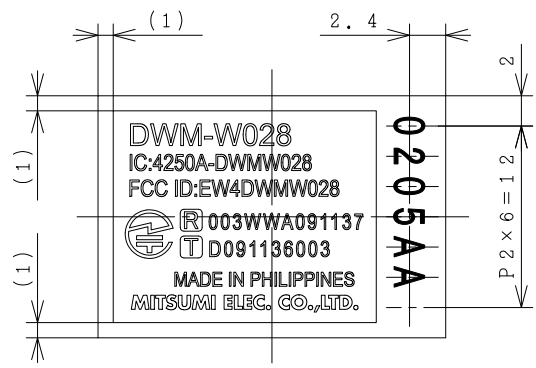 (1)
2.4
2
(1)
(1)
DWM-W028
IC:4250A-DWMW028
FCC ID:EW4DWMW028
R 003WWA091137
T D091136003
MADE IN PHILIPPINES
MITSUMI ELEC. CO.,LTD.
0205AA
P2×6=12